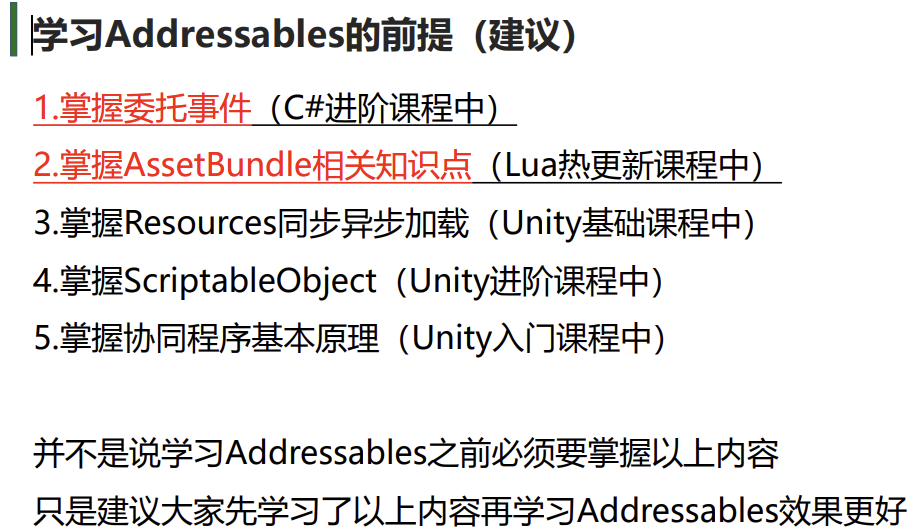 学习Addressables的前提（建议）
1.掌握委托事件（C#进阶课程中）
2.掌握AssetBundle相关知识点（Lua热更新课程中）
3.掌握Resources同步异步加载（Unity基础课程中）
4.掌握ScriptableObject（Unity进阶课程中）
5.掌握协同程序基本原理（Unity入门课程中）
并不是说学习Addressables之前必须要掌握以上内容
只是建议大家先学习了以上内容再学习Addressables效果更好